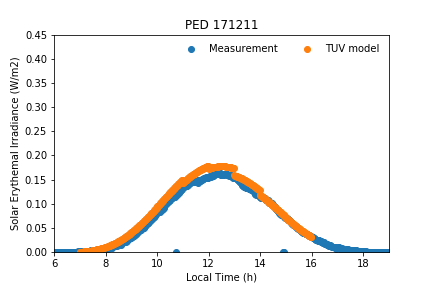 PED 171211
Measurement
TUV model
Solar Erythemal Irradiance (W/m2)
0.45
0.40
0.35
0.30
0.25
0.20
0.15
0.10
0.05
0.00
6 8 10 12 14 16 18
Local Time (h)